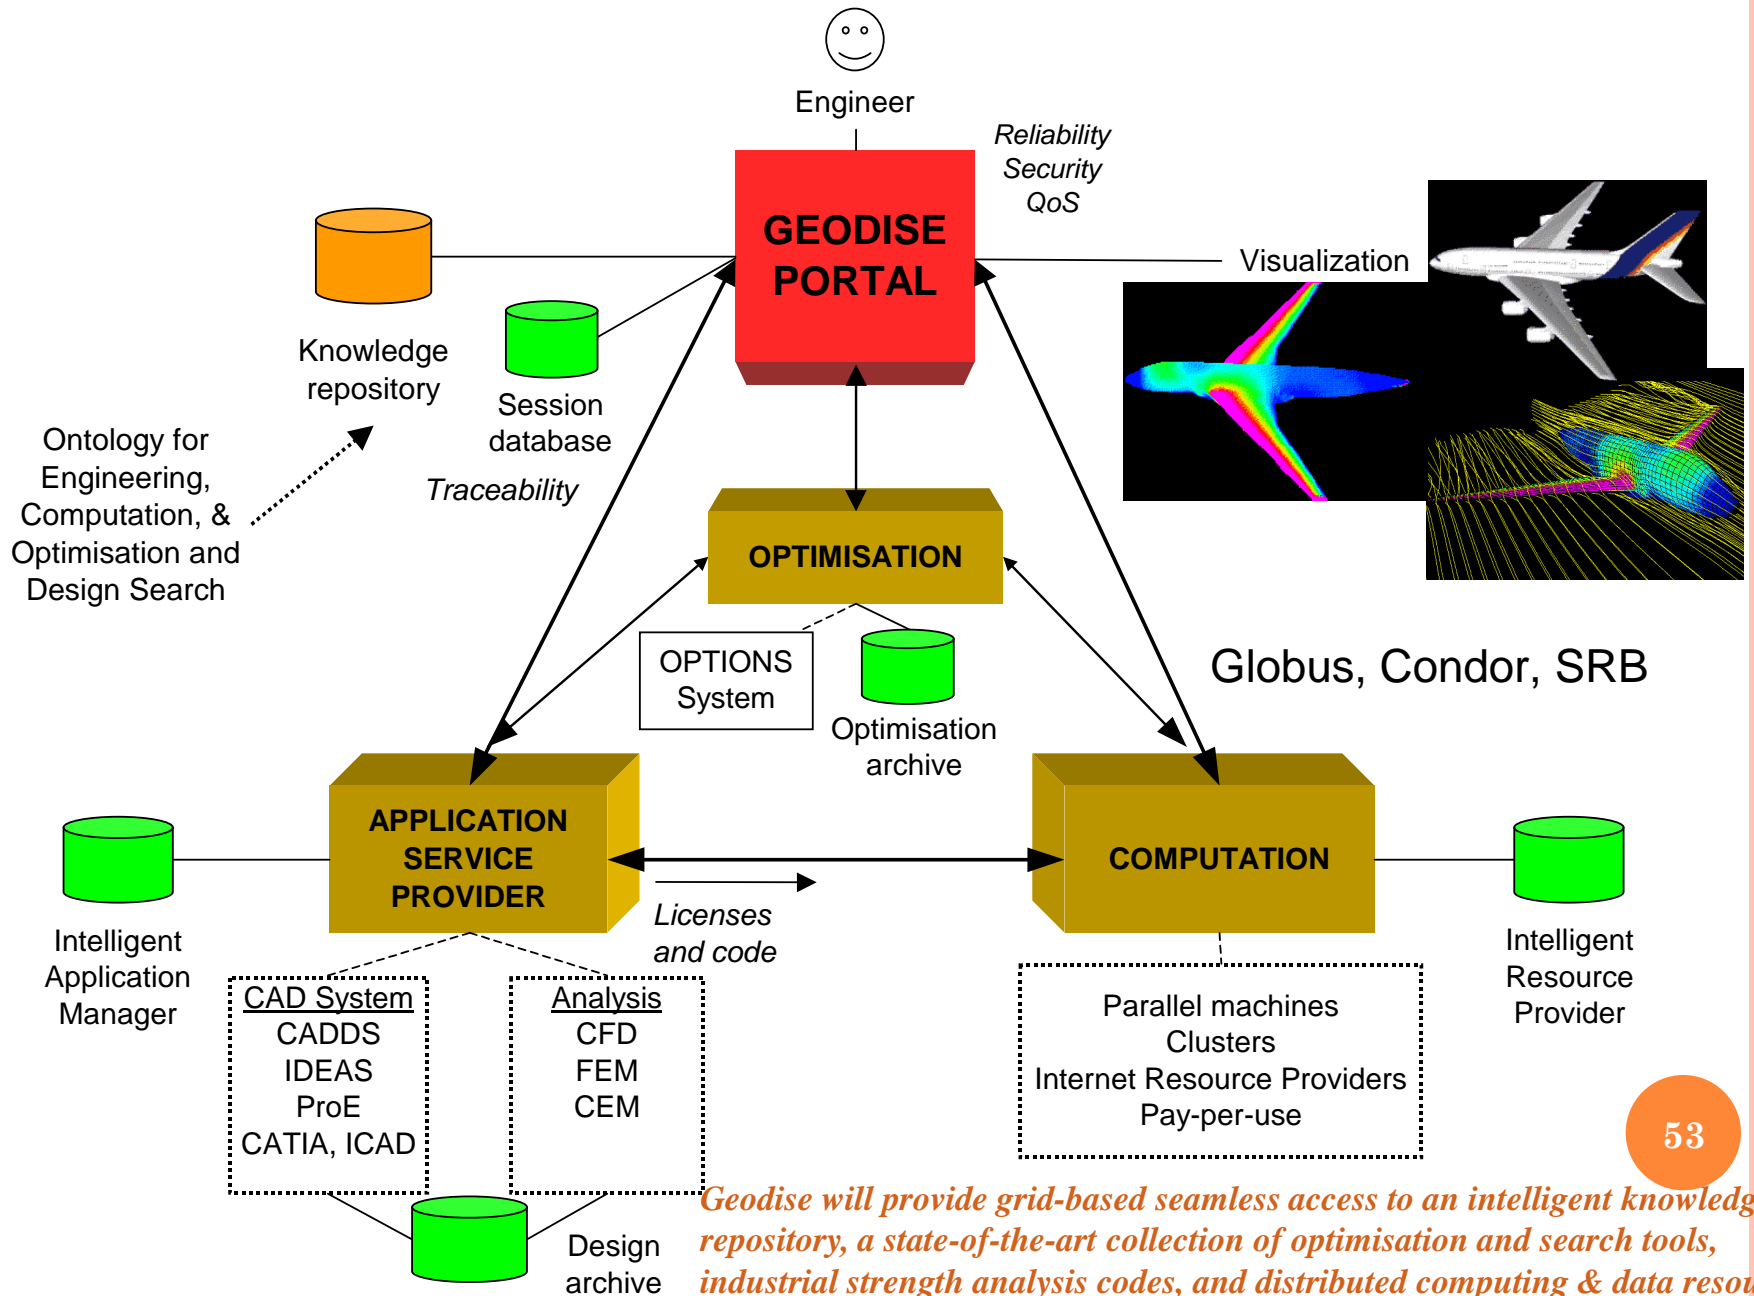 Engineer
Reliability
Security
QoS
GEODISE
PORTAL
Visualization
Knowledge
repository
Session
database
Traceability
Ontology for
Engineering,
Computation, &
Optimisation and
Design Search
OPTIMISATION
OPTIONS
System
Optimisation
archive
Globus, Condor, SRB
APPLICATION
SERVICE
PROVIDER
COMPUTATION
Licenses
and code
Intelligent
Application
Manager
Intelligent
Resource
Provider
CAD System
CADDS
IDEAS
ProE
CATIA, ICAD
Analysis
CFD
FEM
CEM
Parallel machines
Clusters
Internet Resource Providers
Pay-per-use
53
Design
archive
Geodise will provide grid-based seamless access to an intelligent knowledg
repository, a state-of-the-art collection of optimisation and search tools,
industrial strength analysis codes, and distributed computing & data resou